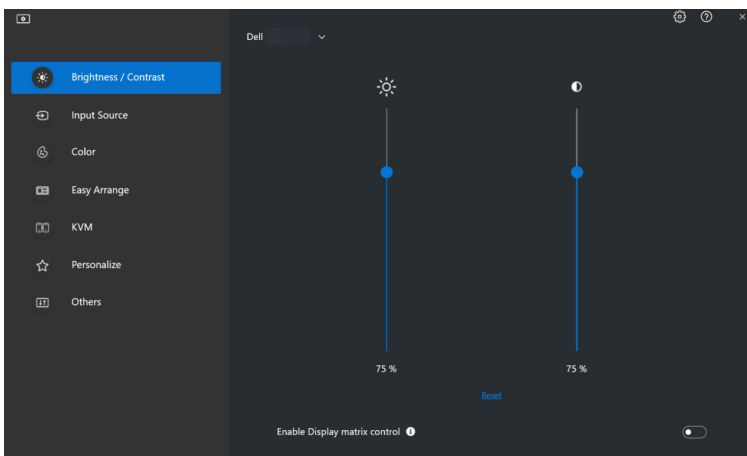 Dell
Brightness / Contrast
Input Source
Color
Easy Arrange
KVM
Personalize
Others
75 %
75 %
Reset
Enable Display matrix control